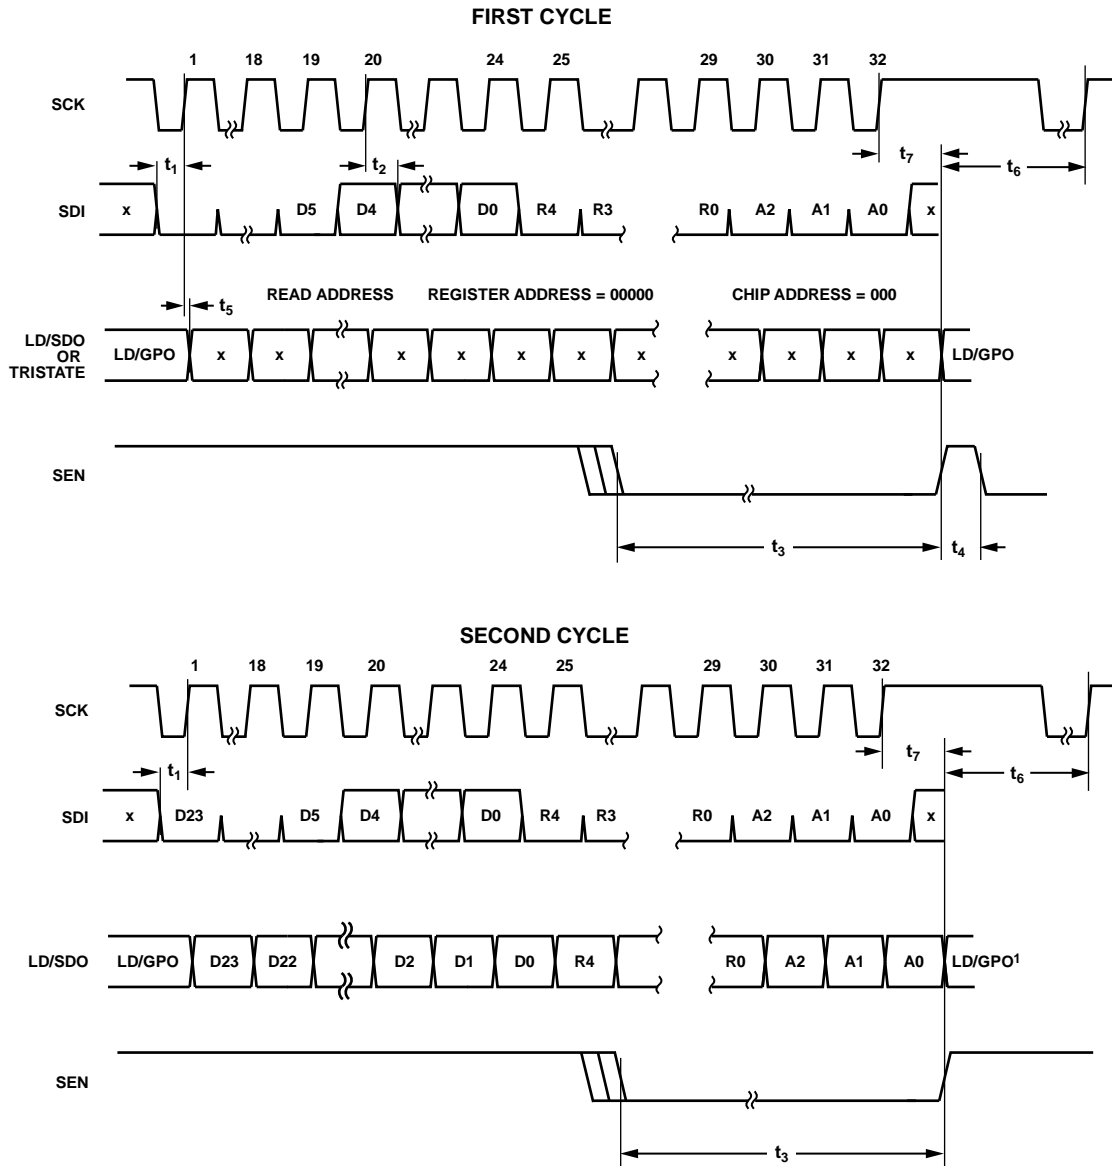 FIRST CYCLE
1 18 19 20 24 25 29 30 31 32
SCK
t1 t2 t7 t6
SDI
x D5 D4 D0 R4 R3 R0 A2 A1 A0 x
t5
READ ADDRESS REGISTER ADDRESS = 00000 CHIP ADDRESS = 000
LD/SDO
OR
TRISTATE
LD/GPO x x x x x x x x x x x LD/GPO
SEN
t3 t4
SECOND CYCLE
1 18 19 20 24 25 29 30 31 32
SCK
t1 t7 t6
SDI
x D23 D5 D4 D0 R4 R3 R0 A2 A1 A0 x
LD/SDO
LD/GPO D23 D22 D2 D1 D0 R4 R0 A2 A1 A0 LD/GPO1
SEN
t3